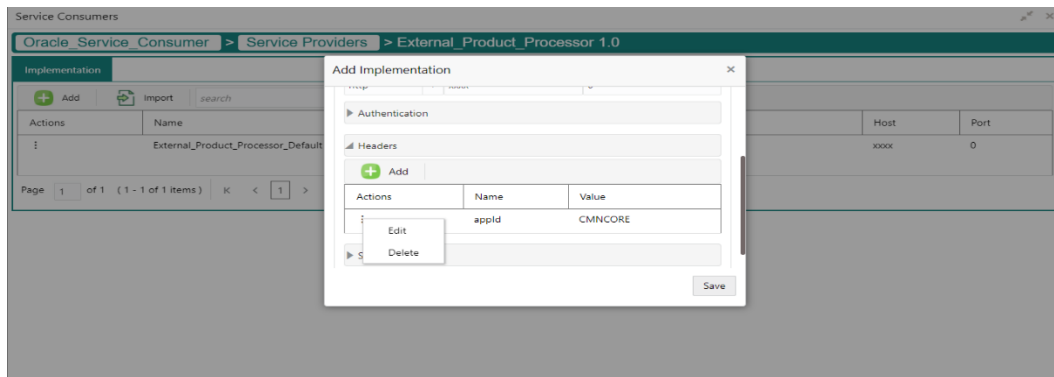 Service Consumers
Oracle_Service_Consumer > Service Providers > External_Product_Processor 1.0
Implementation
Add Import search
Actions Name Host Port
External_Product_Processor_Default xxxx 0
Page 1 of 1 (1 - 1 of 1 items) K < 1 >
Add Implementation ×
Authentication
Headers
Add
Actions Name Value
appId CMNCORE
Edit
Delete
S
Save